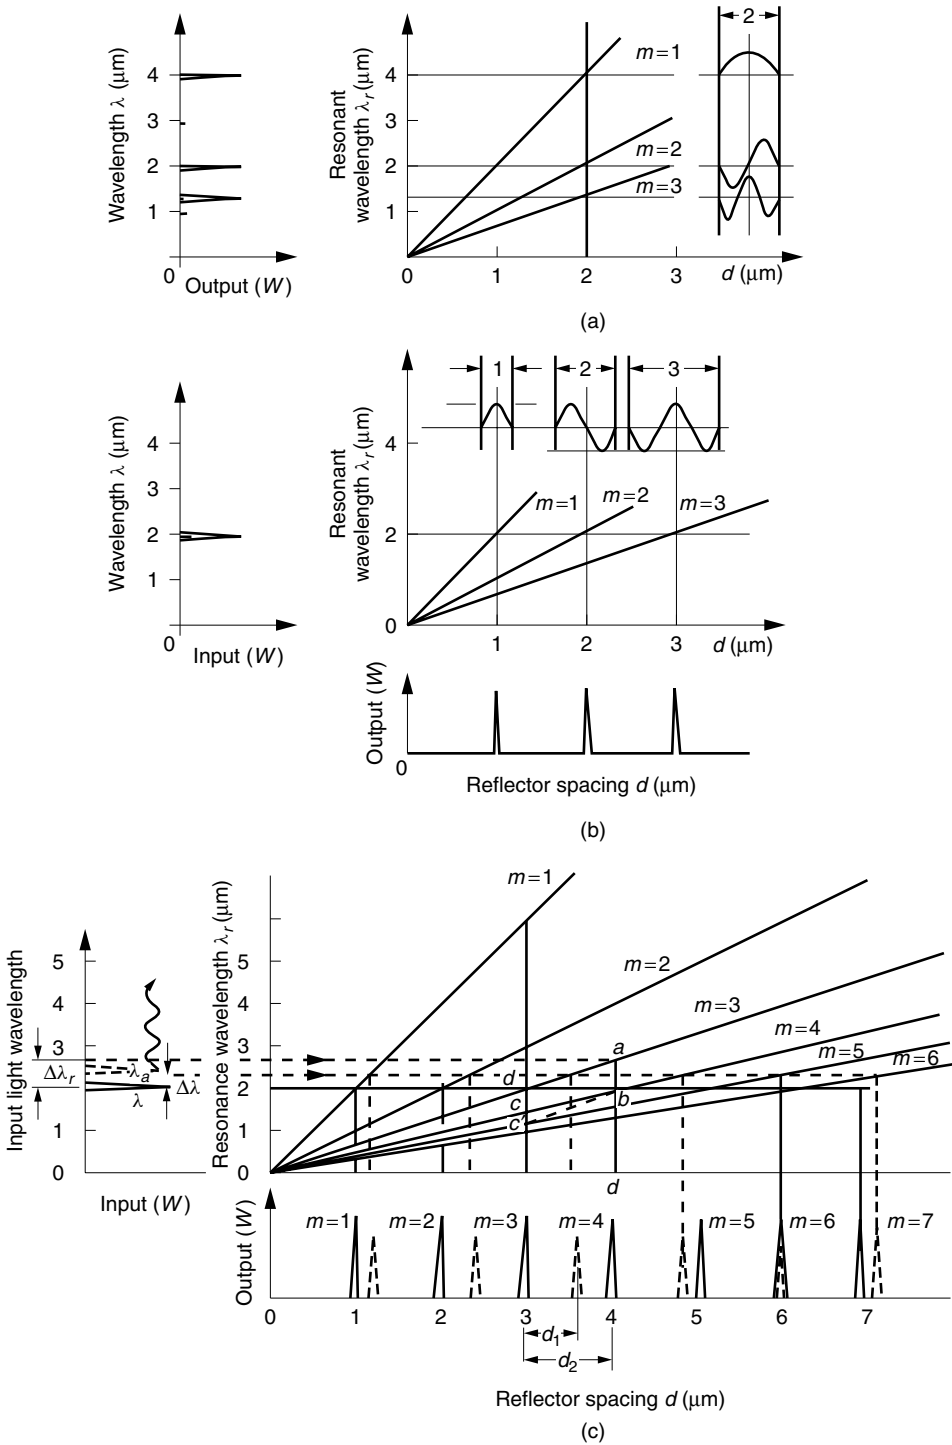 Wavelength λ (μm)
4
3
2
1
0
Output (W)
Resonant
wavelength λr (μm)
4
3
2
1
0
1
2
3
d (μm)
m=1
m=2
m=3
2
(a)
Wavelength λ (μm)
4
3
2
1
0
Input (W)
Resonant
wavelength λr (μm)
4
3
2
1
0
1
2
3
d (μm)
1
2
3
m=1
m=2
m=3
Output (W)
0
Reflector spacing d (μm)
(b)
Input light wavelength
5
4
3
2
1
0
Δλr
λa
λ
Δλ
Input (W)
Resonance wavelength λr (μm)
5
4
3
2
1
0
m=1
m=2
m=3
m=4
m=5
m=6
a
d
c
c′
b
d
Output (W)
m=1
m=2
m=3
m=4
m=5
m=6
m=7
0
1
2
3
4
5
6
7
d1
d2
Reflector spacing d (μm)
(c)